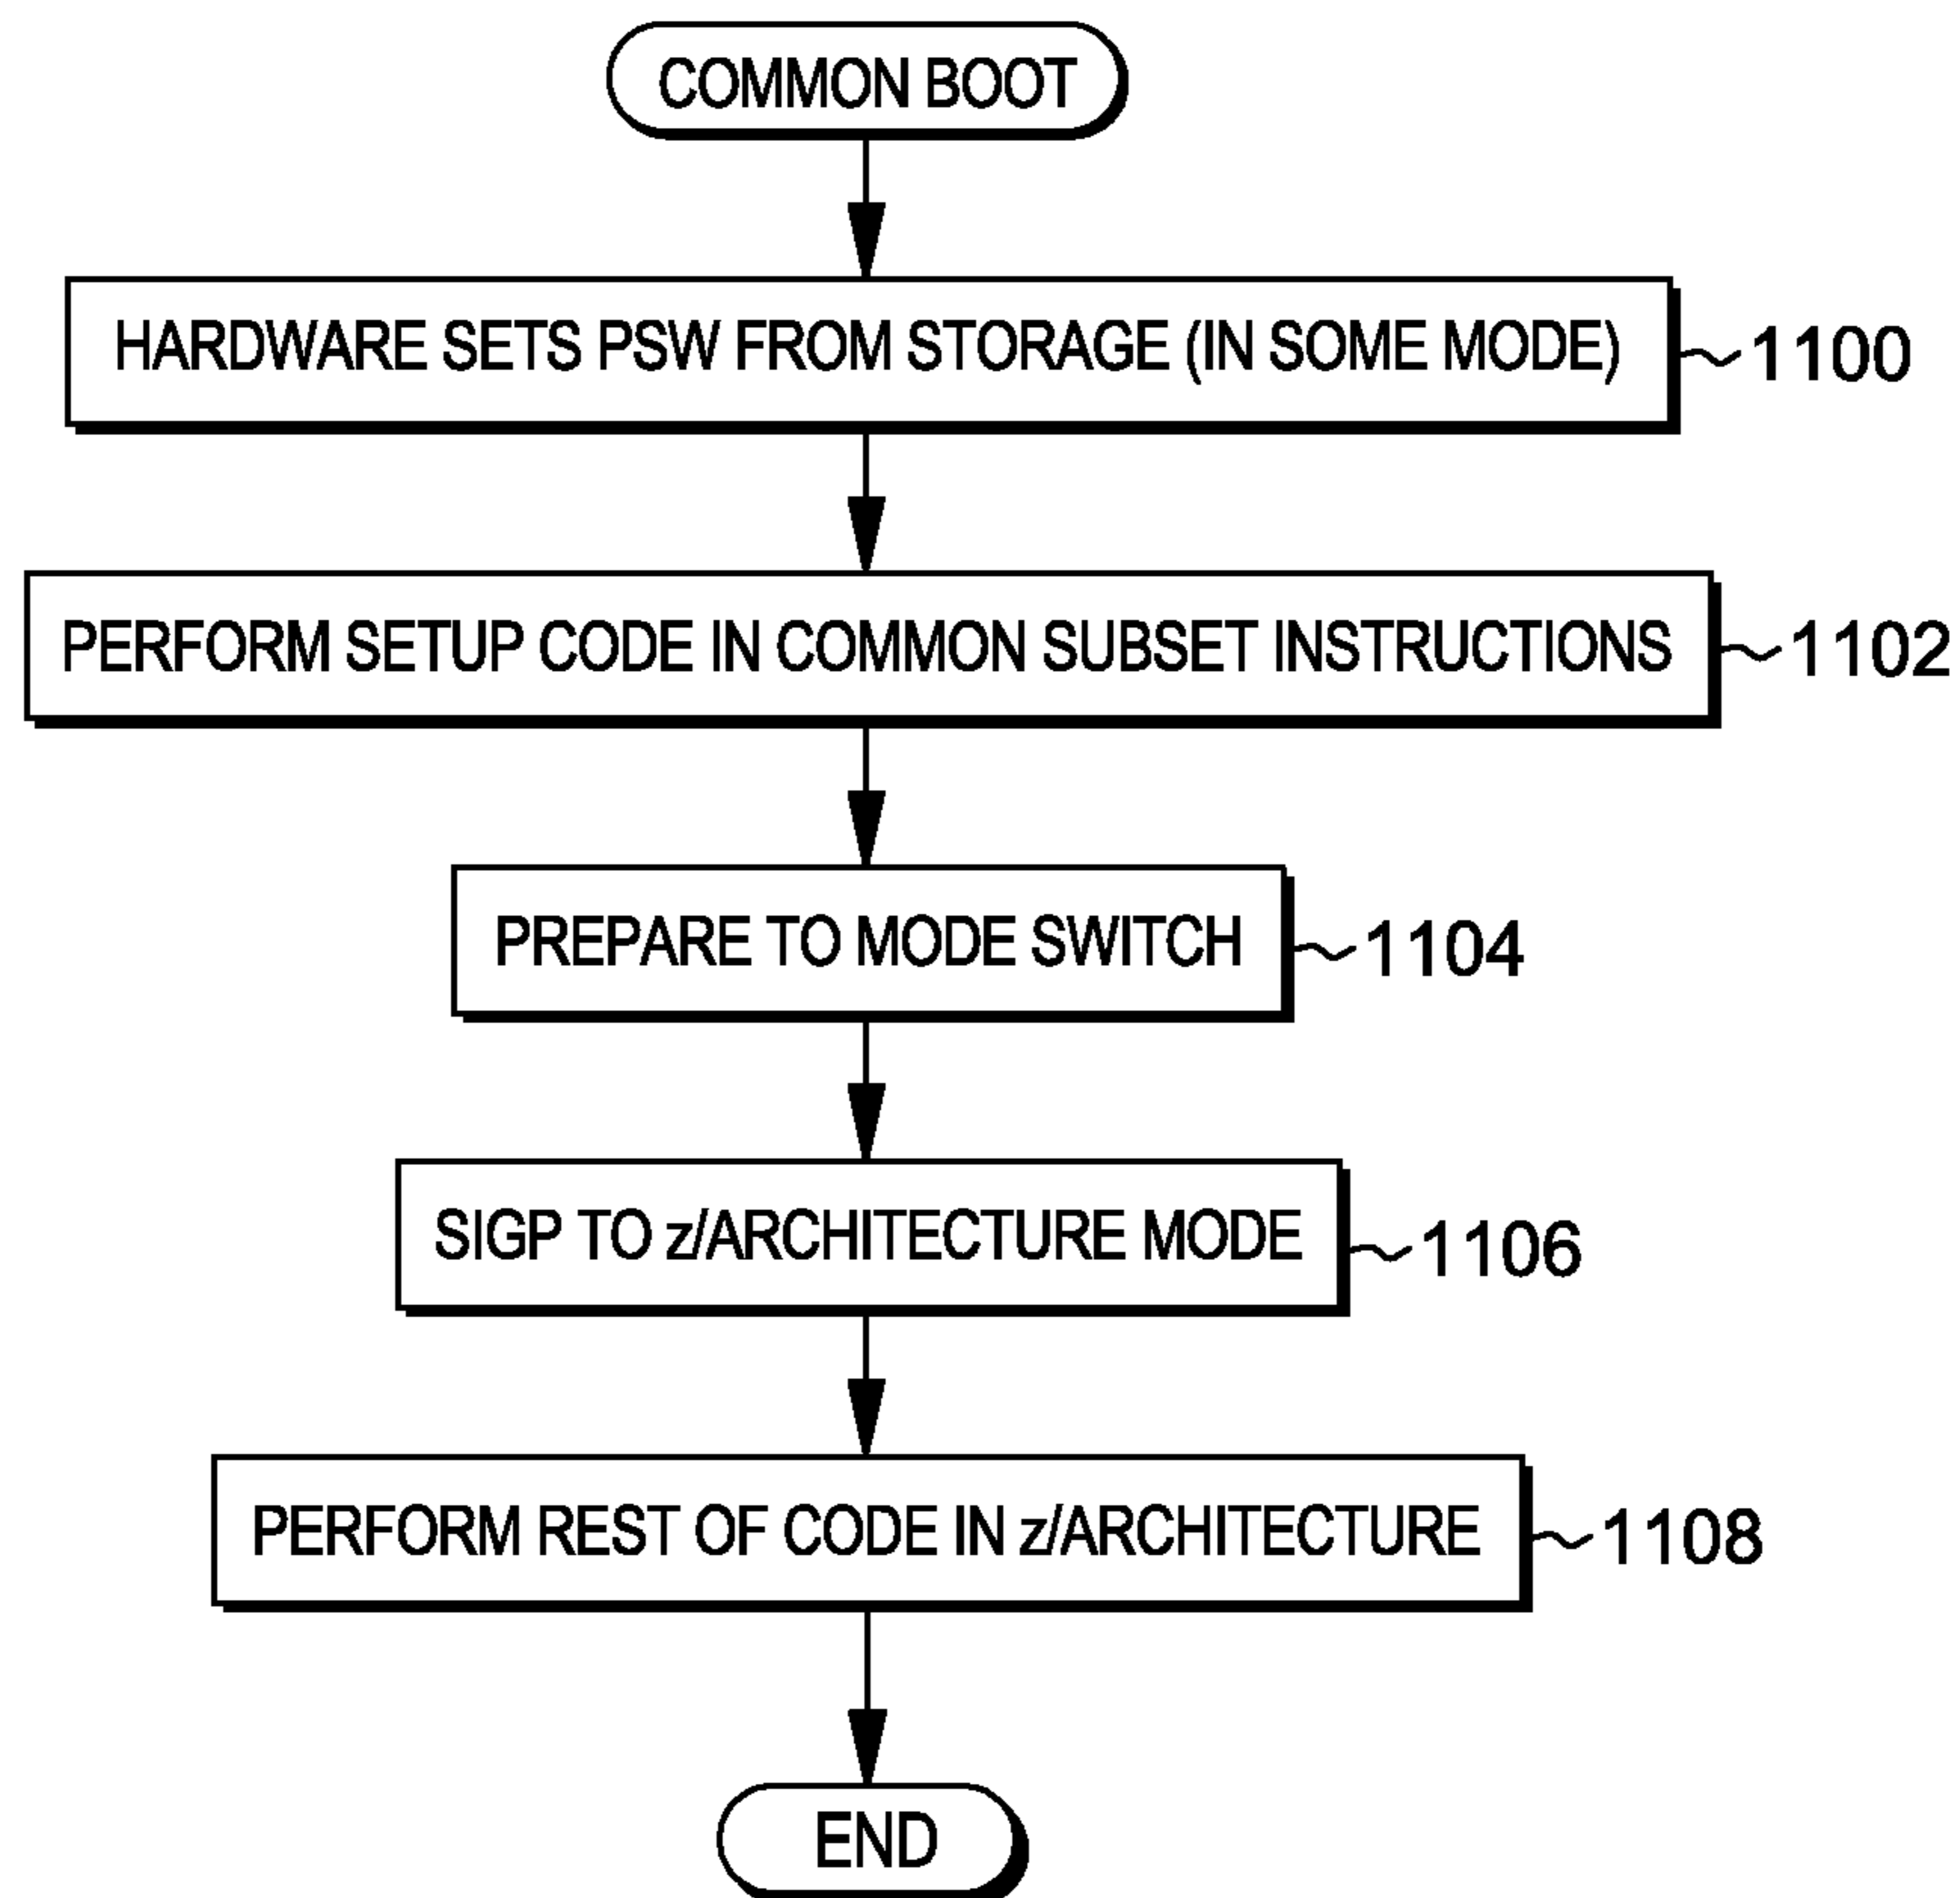 COMMON BOOT
HARDWARE SETS PSW FROM STORAGE (IN SOME MODE)
1100
PERFORM SETUP CODE IN COMMON SUBSET INSTRUCTIONS
1102
PREPARE TO MODE SWITCH
1104
SIGP TO z/ARCHITECTURE MODE
1106
PERFORM REST OF CODE IN z/ARCHITECTURE
1108
END